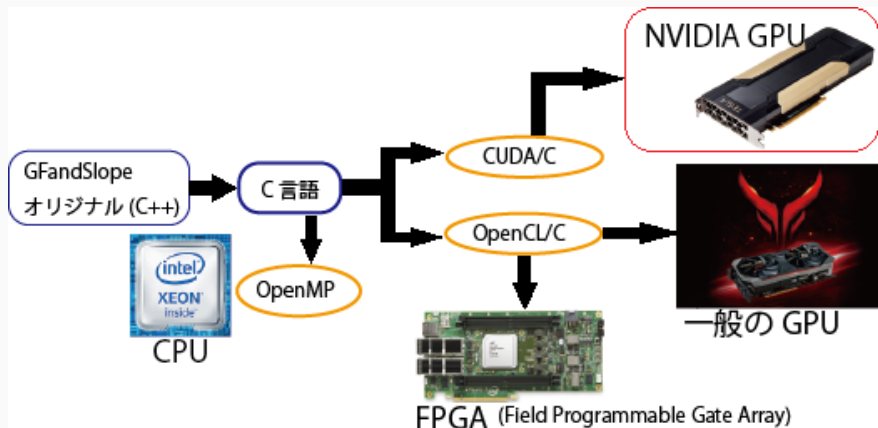 NVIDIA GPU
TESLA
CUDA/C
GFandSlope
オリジナル (C++)
C 言語
OpenCL/C
intel
XEON
inside
OpenMP
CPU
一般の GPU
FPGA (Field Programmable Gate Array)